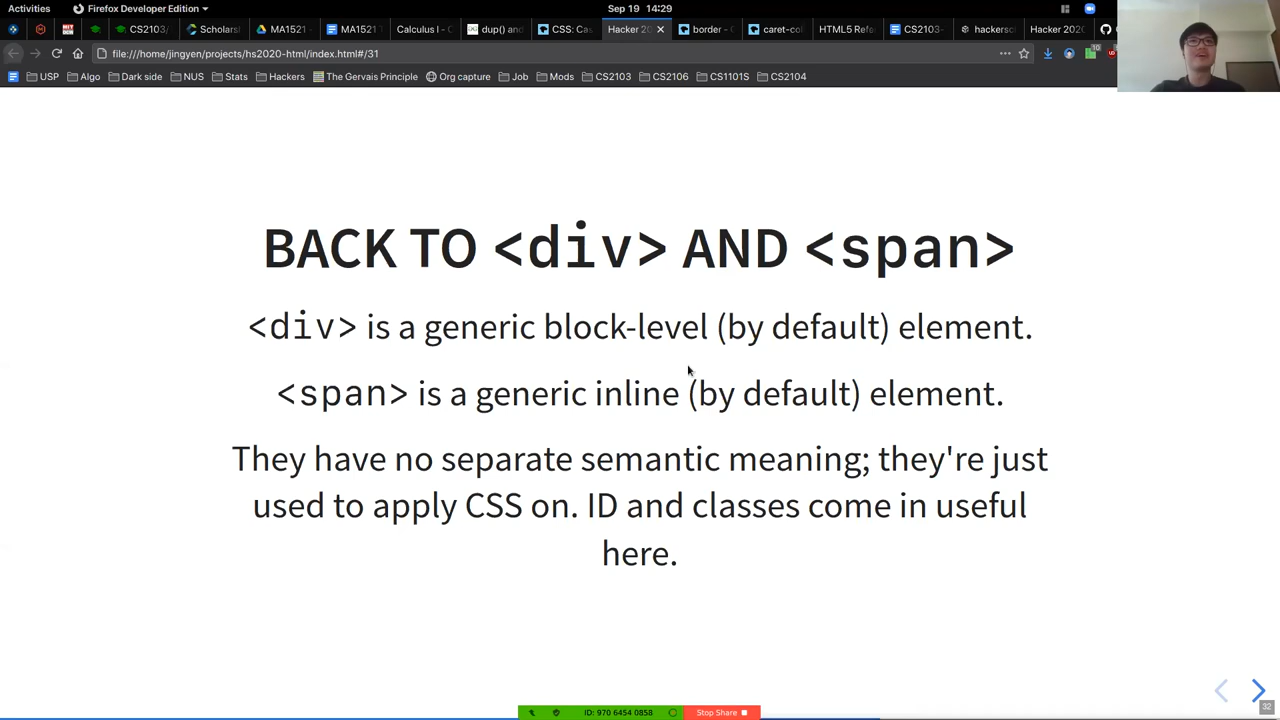 Activities
Firefox Developer Edition
Sep 19 14:29
CS2103/
CS2103/
Scholarsh
MA1521
MA1521
Calculus I - C
dup() and
CSS: Cas
Hacker 20
border -
caret-col
HTML5 Refe
CS2103-
hackersc
Hacker 202
file:///home/jingyen/projects/hs2020-html/index.html#/31
USP
Algo
Dark side
NUS
Stats
Hackers
The Gervais Principle
Org capture
Job
Mods
CS2103
CS2106
CS1101S
CS2104
BACK TO <div> AND <span>
<div> is a generic block-level (by default) element.
<span> is a generic inline (by default) element.
They have no separate semantic meaning; they're just
used to apply CSS on. ID and classes come in useful
here.
32
ID: 970 6454 0858
Stop Share